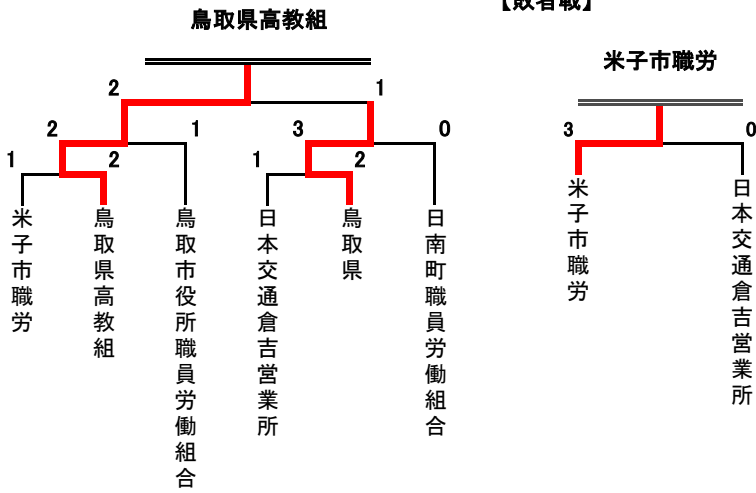 【敗者戦】
鳥取県高教組
米子市職労
2
1
2
1
3
0
3
0
1
2
1
2
米子市職労
鳥取県高教組
鳥取市役所職員労働組合
日本交通倉吉営業所
鳥取県
日南町職員労働組合
米子市職労
日本交通倉吉営業所